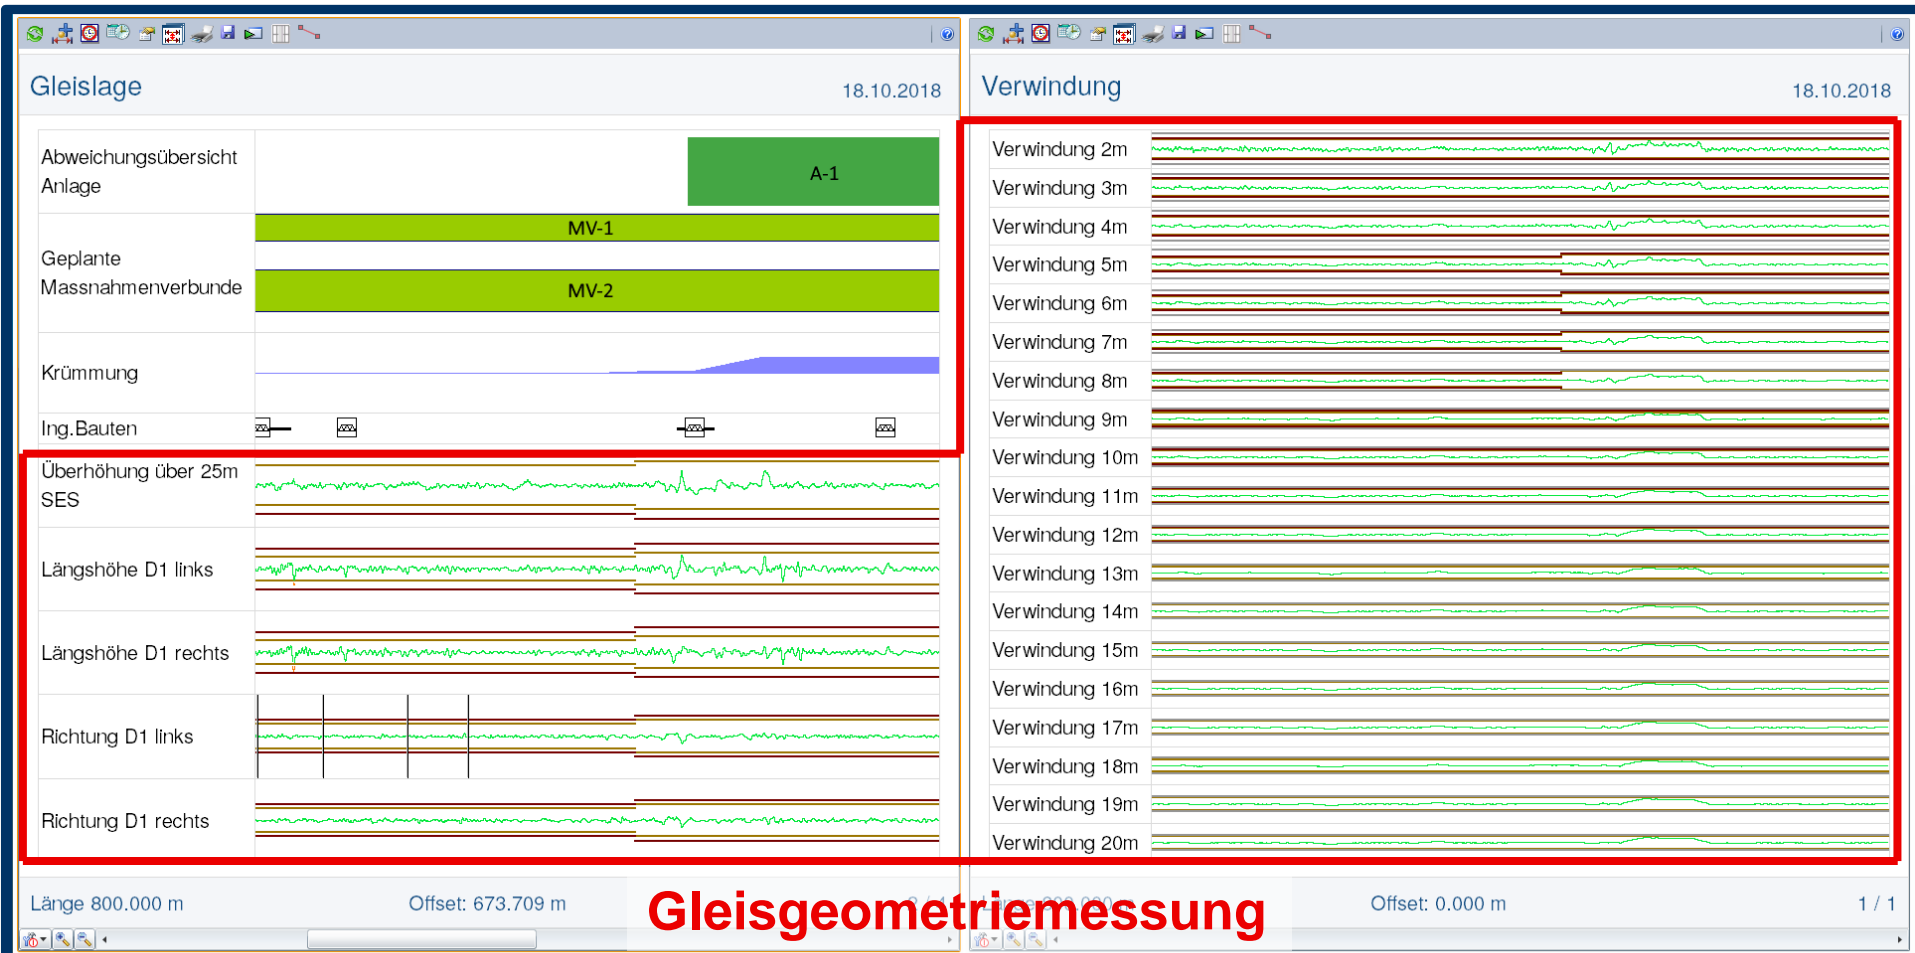 Gleislage
18.10.2018
Abweichungsübersicht
Anlage
A-1
MV-1
Geplante
Massnahmenverbunde
MV-2
Krümmung
Ing.Bauten
Überhöhung über 25m
SES
Längshöhe D1 links
Längshöhe D1 rechts
Richtung D1 links
Richtung D1 rechts
Länge 800.000 m
Offset: 673.709 m
Verwindung
18.10.2018
Verwindung 2m
Verwindung 3m
Verwindung 4m
Verwindung 5m
Verwindung 6m
Verwindung 7m
Verwindung 8m
Verwindung 9m
Verwindung 10m
Verwindung 11m
Verwindung 12m
Verwindung 13m
Verwindung 14m
Verwindung 15m
Verwindung 16m
Verwindung 17m
Verwindung 18m
Verwindung 19m
Verwindung 20m
Offset: 0.000 m
1 / 1
Gleisgeometriemessung